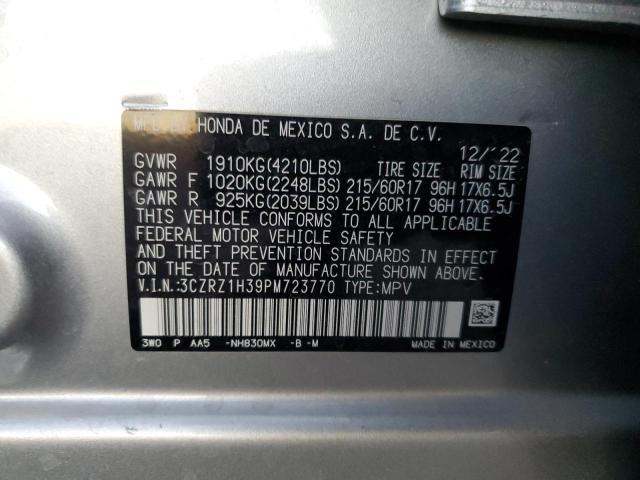 MFD. BY HONDA DE MEXICO S.A. DE C.V.
12/'22
GVWR 1910KG(4210LBS) TIRE SIZE RIM SIZE
GAWR F 1020KG(2248LBS) 215/60R17 96H 17X6.5J
GAWR R 925KG(2039LBS) 215/60R17 96H 17X6.5J
THIS VEHICLE CONFORMS TO ALL APPLICABLE
FEDERAL MOTOR VEHICLE SAFETY
AND THEFT PREVENTION STANDARDS IN EFFECT
ON THE DATE OF MANUFACTURE SHOWN ABOVE.
V.I.N.:3CZRZ1H39PM723770 TYPE:MPV
3W0 P AA5 -NH830MX -B -M MADE IN MEXICO